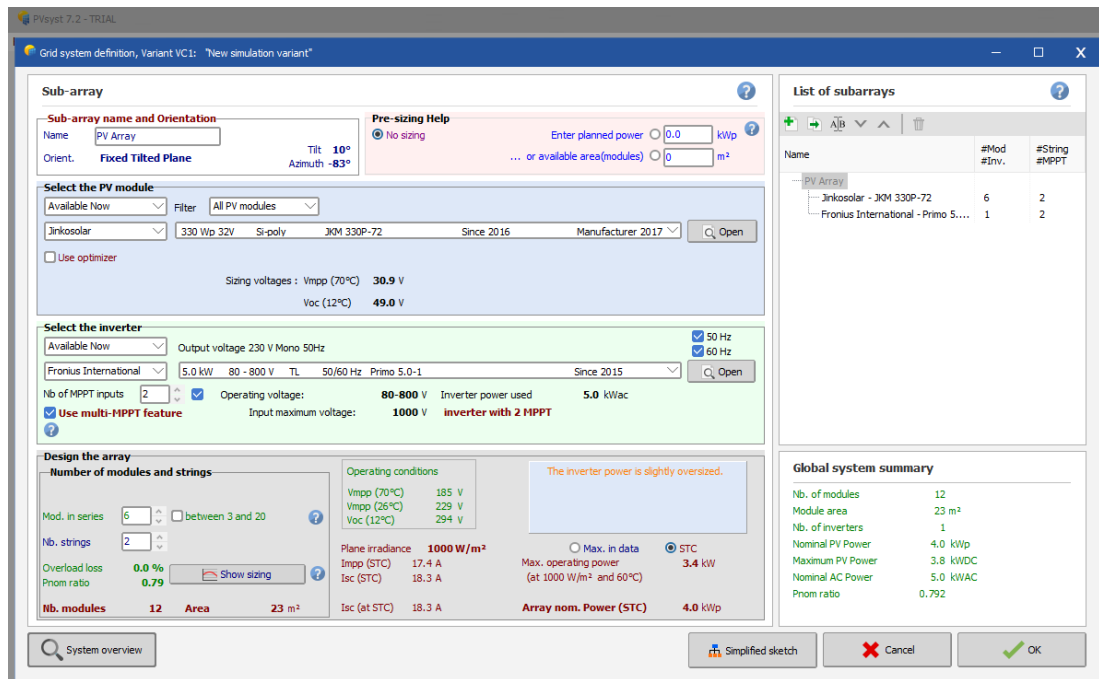 PVsyst 7.2 - TRIAL
Grid system definition, Variant VC1: "New simulation variant"
Sub-array
Sub-array name and Orientation
Name PV Array
Orient. Fixed Tilted Plane
Tilt 10°
Azimuth -83°
Pre-sizing Help
No sizing
Enter planned power 0.0 kWp
... or available area(modules) 0 m²
Select the PV module
Available Now Filter All PV modules
Jinkosolar 330 Wp 32V Si-poly JKM 330P-72 Since 2016 Manufacturer 2017 Open
Use optimizer
Sizing voltages : Vmpp (70°C) 30.9 V
Voc (12°C) 49.0 V
Select the inverter
Available Now Output voltage 230 V Mono 50Hz
50 Hz
60 Hz
Fronius International 5.0 kW 80 - 800 V TL 50/60 Hz Primo 5.0-1 Since 2015 Open
Nb of MPPT inputs 2 Operating voltage: 80-800 V Inverter power used 5.0 kWac
Use multi-MPPT feature Input maximum voltage: 1000 V inverter with 2 MPPT
Design the array
Number of modules and strings
Mod. in series 6 between 3 and 20
Nb. strings 2
Overload loss 0.0 %
Pnom ratio 0.79
Show sizing
Nb. modules 12 Area 23 m²
Operating conditions
Vmpp (70°C) 185 V
Vmpp (26°C) 229 V
Voc (12°C) 294 V
The inverter power is slightly oversized.
Plane irradiance 1000 W/m²
Impp (STC) 17.4 A
Isc (STC) 18.3 A
Isc (at STC) 18.3 A
Max. in data STC
Max. operating power 3.4 kW
(at 1000 W/m² and 60°C)
Array nom. Power (STC) 4.0 kWp
List of subarrays
A|B
Name #Mod #String
#Inv. #MPPT
PV Array
Jinkosolar - JKM 330P-72 6 2
Fronius International - Primo 5.... 1 2
Global system summary
Nb. of modules 12
Module area 23 m²
Nb. of inverters 1
Nominal PV Power 4.0 kWp
Maximum PV Power 3.8 kWDC
Nominal AC Power 5.0 kWAC
Pnom ratio 0.792
System overview
Simplified sketch
Cancel
OK